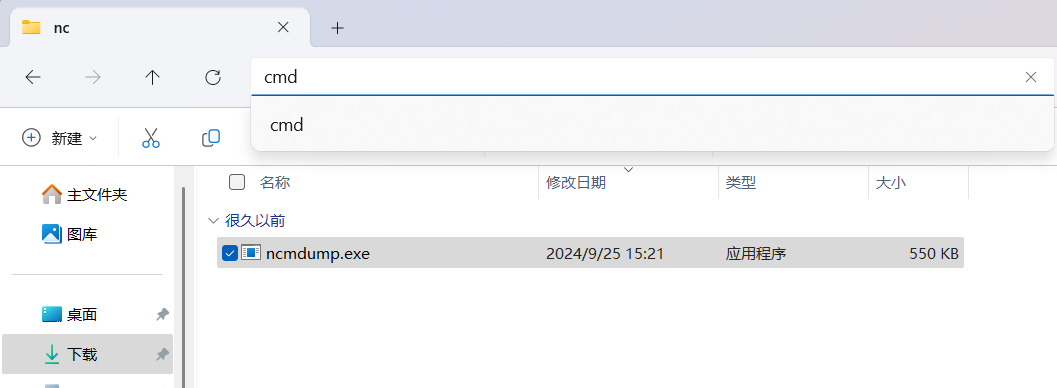 nc
cmd
cmd
新建
名称 修改日期 类型 大小
主文件夹
很久以前
图库
ncmdump.exe 2024/9/25 15:21 应用程序 550 KB
桌面
下载